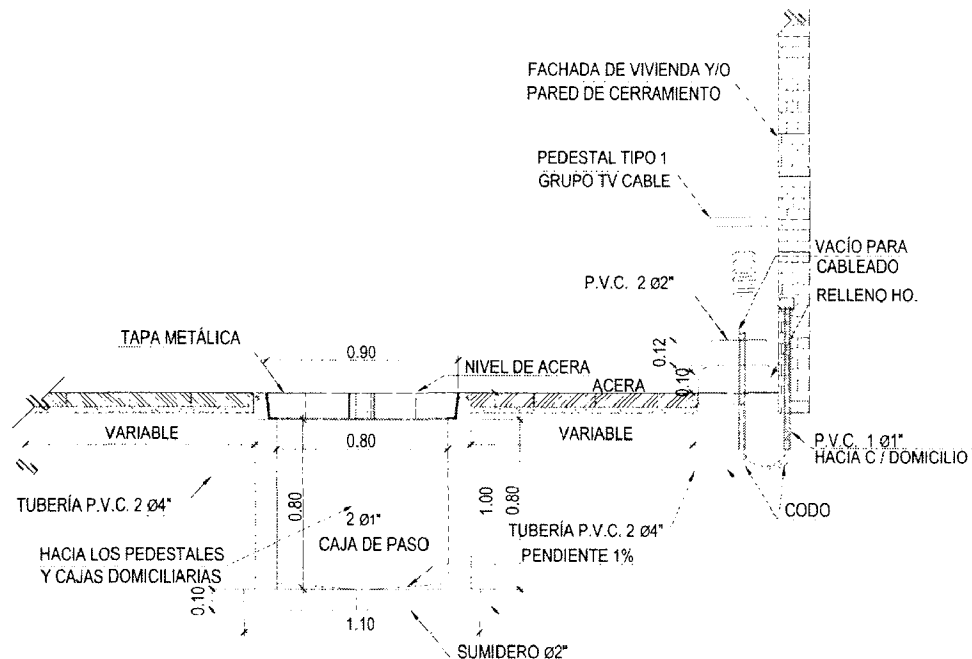 FACHADA DE VIVIENDA Y/O
PARED DE CERRAMIENTO
PEDESTAL TIPO 1
GRUPO TV CABLE
VACÍO PARA
CABLEADO
P.V.C. 2 Ø2"
RELLENO HO.
TAPA METÁLICA
0.90
NIVEL DE ACERA
0.12
0.10
ACERA
VARIABLE
0.80
VARIABLE
P.V.C. 1 Ø1"
HACIA C / DOMICILIO
TUBERÍA P.V.C. 2 Ø4"
0.80
2 Ø1"
CAJA DE PASO
1.00
0.80
TUBERÍA P.V.C. 2 Ø4"
PENDIENTE 1%
CODO
HACIA LOS PEDESTALES
Y CAJAS DOMICILIARIAS
0.10
1.10
SUMIDERO Ø2"